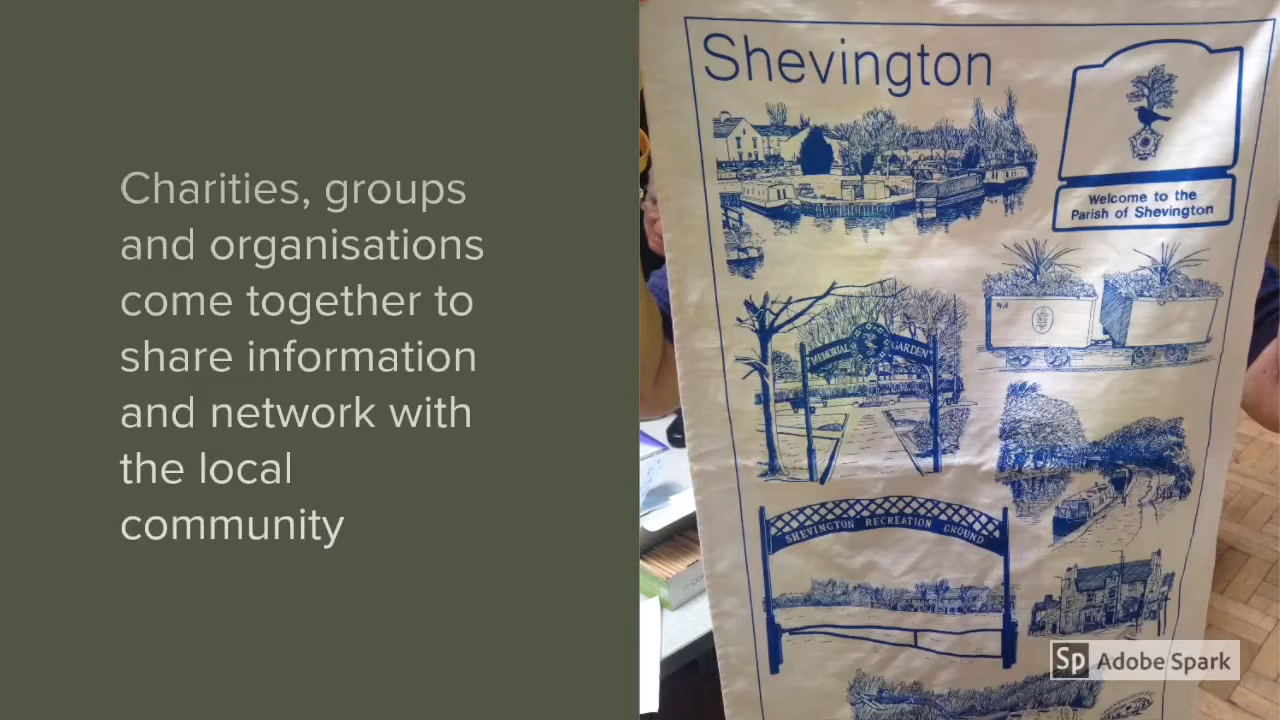 Charities, groups
and organisations
come together to
share information
and network with
the local
community
Shevington
Welcome to the
Parish of Shevington
MEMORIAL GARDEN
SHEVINGTON RECREATION GROUND
Sp Adobe Spark